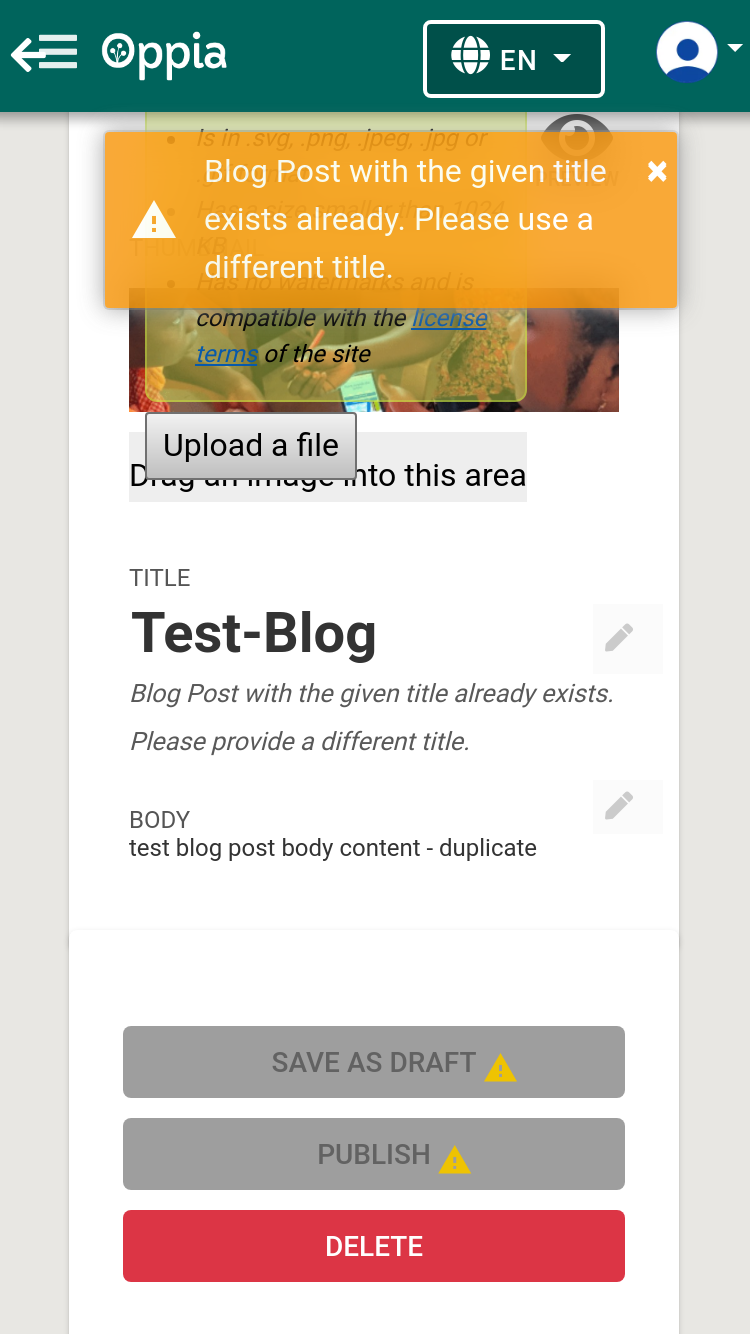 Oppia
EN
Is in .svg, .png, .jpeg, .jpg or
Blog Post with the given title
exists already. Please use a
different title.
Has a size smaller than 1024
KB
THUMBNAIL
Has no watermarks and is
compatible with the license
terms of the site
Upload a file
Drag an image into this area
TITLE
Test-Blog
Blog Post with the given title already exists.
Please provide a different title.
BODY
test blog post body content - duplicate
SAVE AS DRAFT
PUBLISH
DELETE